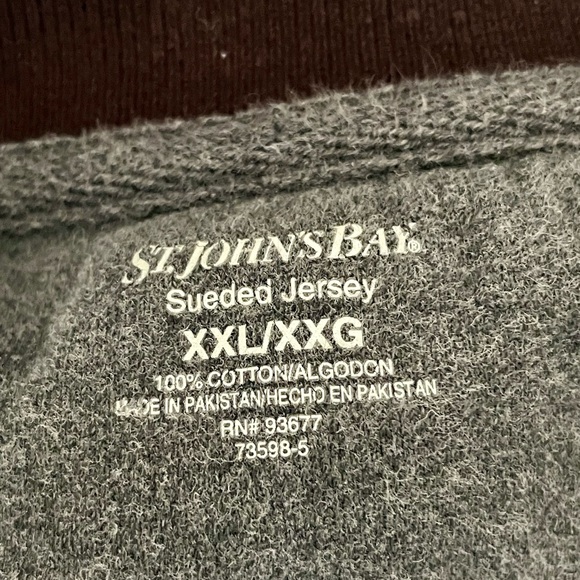 ST. JOHN'S BAY®
Sueded Jersey
XXL/XXG
100% COTTON/ALGODON
MADE IN PAKISTAN/HECHO EN PAKISTAN
RN# 93677
73598-5